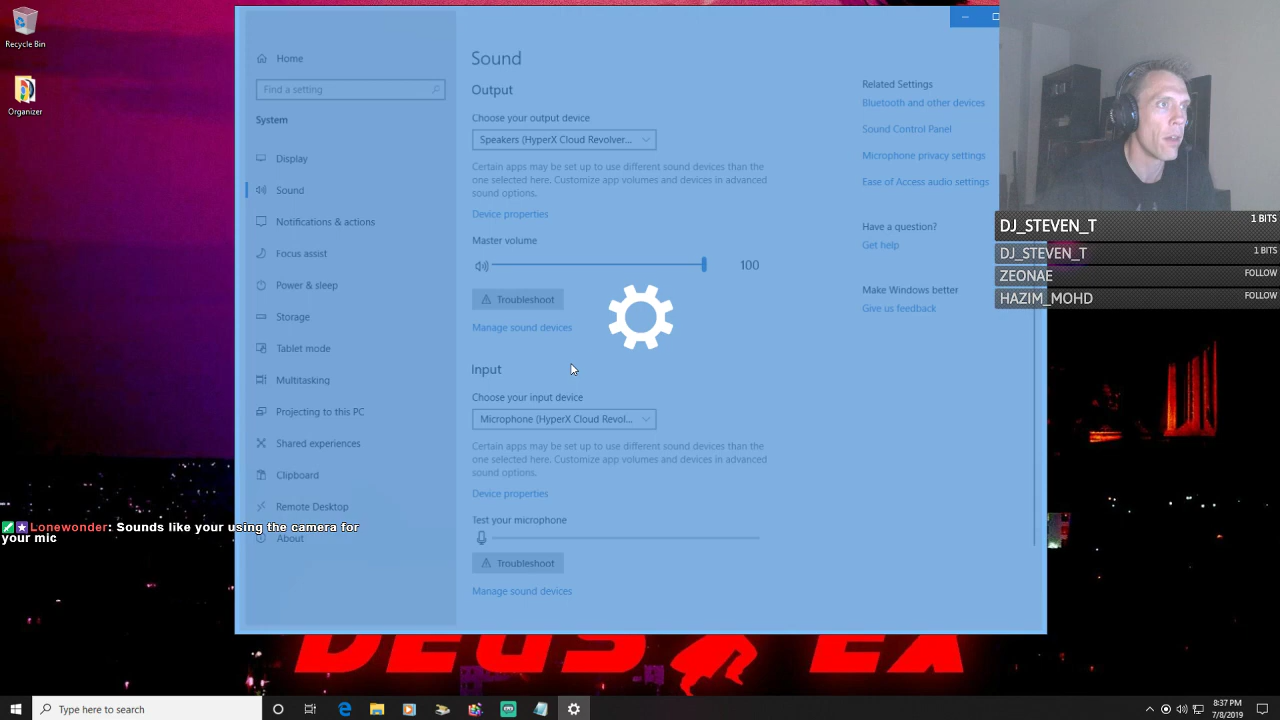 Recycle Bin
Organizer
Home
Find a setting
System
Display
Sound
Notifications & actions
Focus assist
Power & sleep
Storage
Tablet mode
Multitasking
Projecting to this PC
Shared experiences
Clipboard
Remote Desktop
About
Sound
Output
Choose your output device
Speakers (HyperX Cloud Revolver...
Certain apps may be set up to use different sound devices than the
one selected here. Customize app volumes and devices in advanced
sound options.
Device properties
Master volume
100
Troubleshoot
Manage sound devices
Input
Choose your input device
Microphone (HyperX Cloud Revol...
Certain apps may be set up to use different sound devices than the
one selected here. Customize app volumes and devices in advanced
sound options.
Device properties
Test your microphone
Troubleshoot
Manage sound devices
Related Settings
Bluetooth and other devices
Sound Control Panel
Microphone privacy settings
Ease of Access audio settings
Have a question?
Get help
Make Windows better
Give us feedback
DJ_STEVEN_T 1 BITS
DJ_STEVEN_T 1 BITS
ZEONAE FOLLOW
HAZIM_MOHD FOLLOW
Lonewonder: Sounds like your using the camera for
your mic
DEUS EX
Type here to search
8:37 PM
7/8/2019